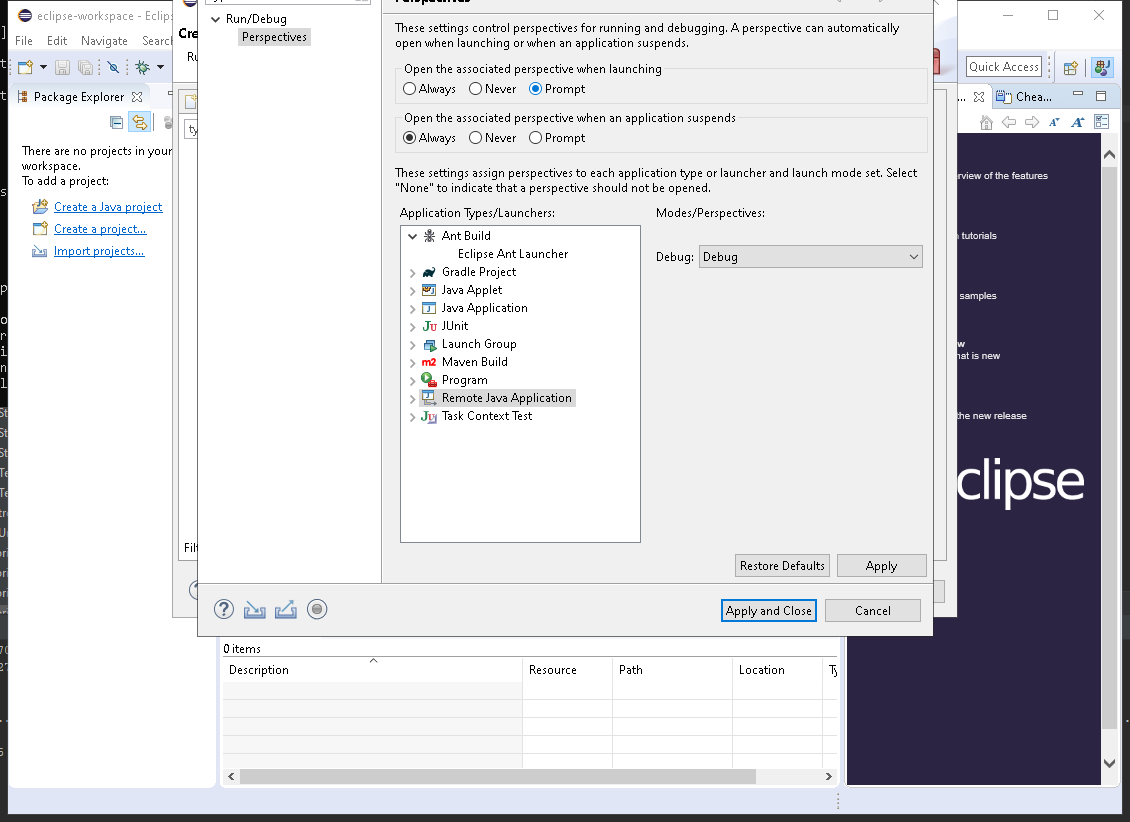 eclipse-workspace - Eclips
File Edit Navigate Searc
Quick Access
Package Explorer
There are no projects in your
workspace.
To add a project:
Create a Java project
Create a project...
Import projects...
Cre
Ru
ty
Filt
Run/Debug
Perspectives
These settings control perspectives for running and debugging. A perspective can automatically
open when launching or when an application suspends.
Open the associated perspective when launching
Always Never Prompt
Open the associated perspective when an application suspends
Always Never Prompt
These settings assign perspectives to each application type or launcher and launch mode set. Select
"None" to indicate that a perspective should not be opened.
Application Types/Launchers:
Modes/Perspectives:
Ant Build
Eclipse Ant Launcher
Gradle Project
Java Applet
Java Application
JUnit
Launch Group
Maven Build
Program
Remote Java Application
Task Context Test
Debug: Debug
Restore Defaults Apply
Apply and Close Cancel
... Chea...
rview of the features
tutorials
samples
w
hat is new
the new release
clipse
0 items
Description Resource Path Location Ty